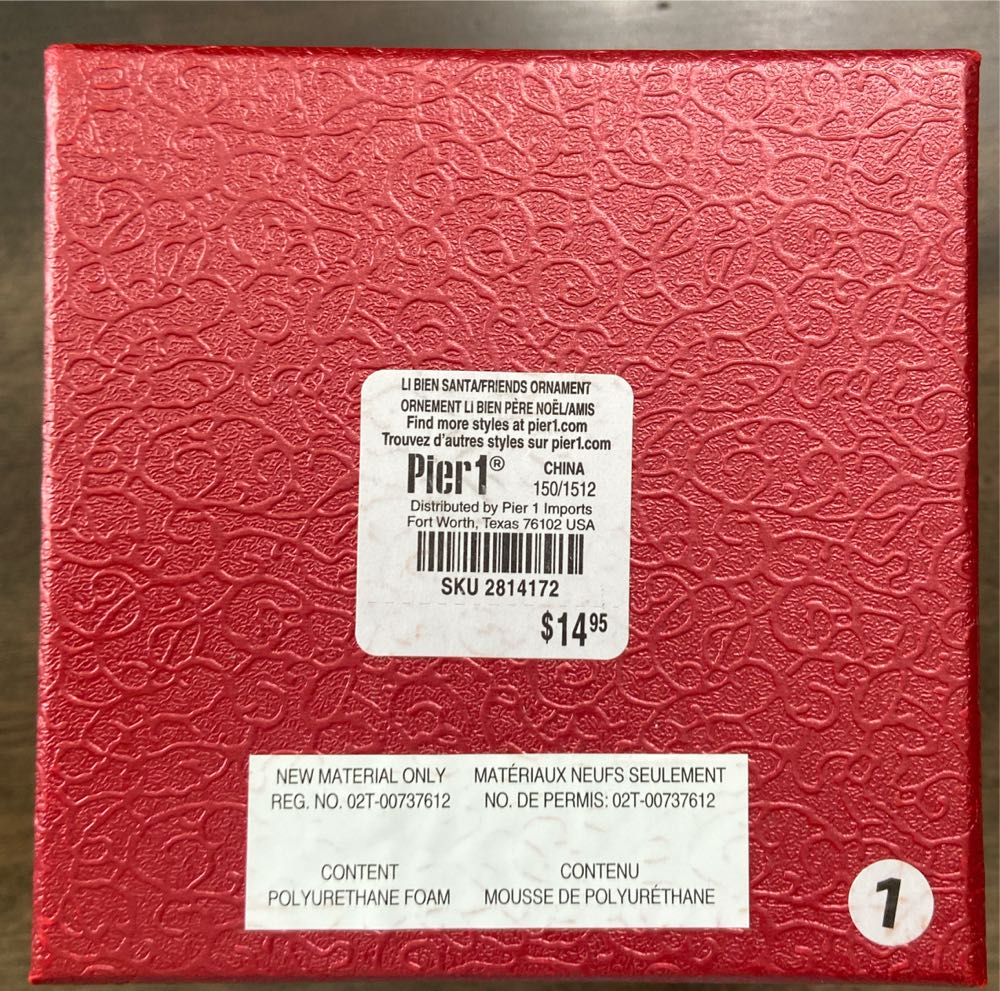 LI BIEN SANTA/FRIENDS ORNAMENT
ORNEMENT LI BIEN PÈRE NOËL/AMIS
Find more styles at pier1.com
Trouvez d'autres styles sur pier1.com
Pier1® CHINA
150/1512
Distributed by Pier 1 Imports
Fort Worth, Texas 76102 USA
SKU 2814172
$14.95
NEW MATERIAL ONLY MATÉRIAUX NEUFS SEULEMENT
REG. NO. 02T-00737612 NO. DE PERMIS: 02T-00737612
CONTENT CONTENU
POLYURETHANE FOAM MOUSSE DE POLYURÉTHANE
1